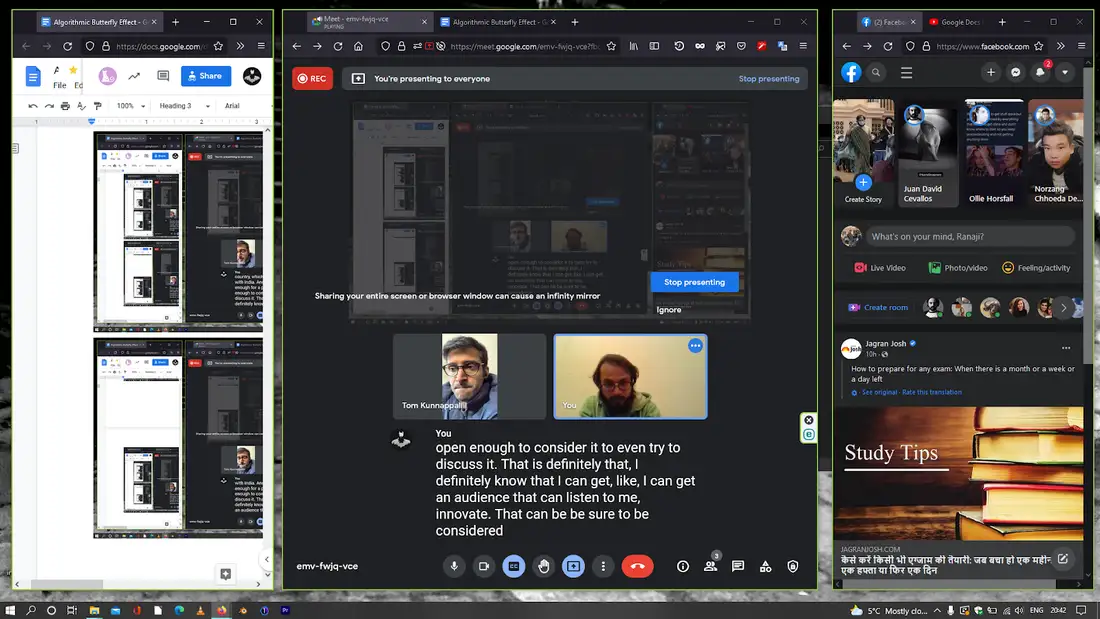 Algorithmic Butterfly Effect - G
https://docs.google.com/
File
Share
100%
Heading 3
Arial
Meet - emv-fwjq-vce
PLAYING
Algorithmic Butterfly Effect - G
https://meet.google.com/emv-fwjq-vce?
REC
You're presenting to everyone
Stop presenting
Sharing your entire screen or browser window can cause an infinity mirror
Stop presenting
Ignore
Tom Kunnappallil
You
You
open enough to consider it to even try to
discuss it. That is definitely that, I
definitely know that I can get, like, I can get
an audience that can listen to me,
innovate. That can be be sure to be
considered
emv-fwjq-vce
3
(2) Faceb
Google Docs
https://www.facebook.com
2
Create Story
Juan David
Cevallos
Ollie Horsfall
Norzang
Chhoeda De...
What's on your mind, Ranaji?
Live Video
Photo/video
Feeling/activity
Create room
Jagran Josh
10h
How to prepare for any exam: When there is a month or a week or
a day left
See original · Rate this translation
Study Tips
JAGRANJOSH.COM
कैसे करें किसी भी एग्जाम की तैयारी: जब बचा हो एक महीने
एक हफ्ता या फिर एक दिन
5°C Mostly clo...
ENG
20:42